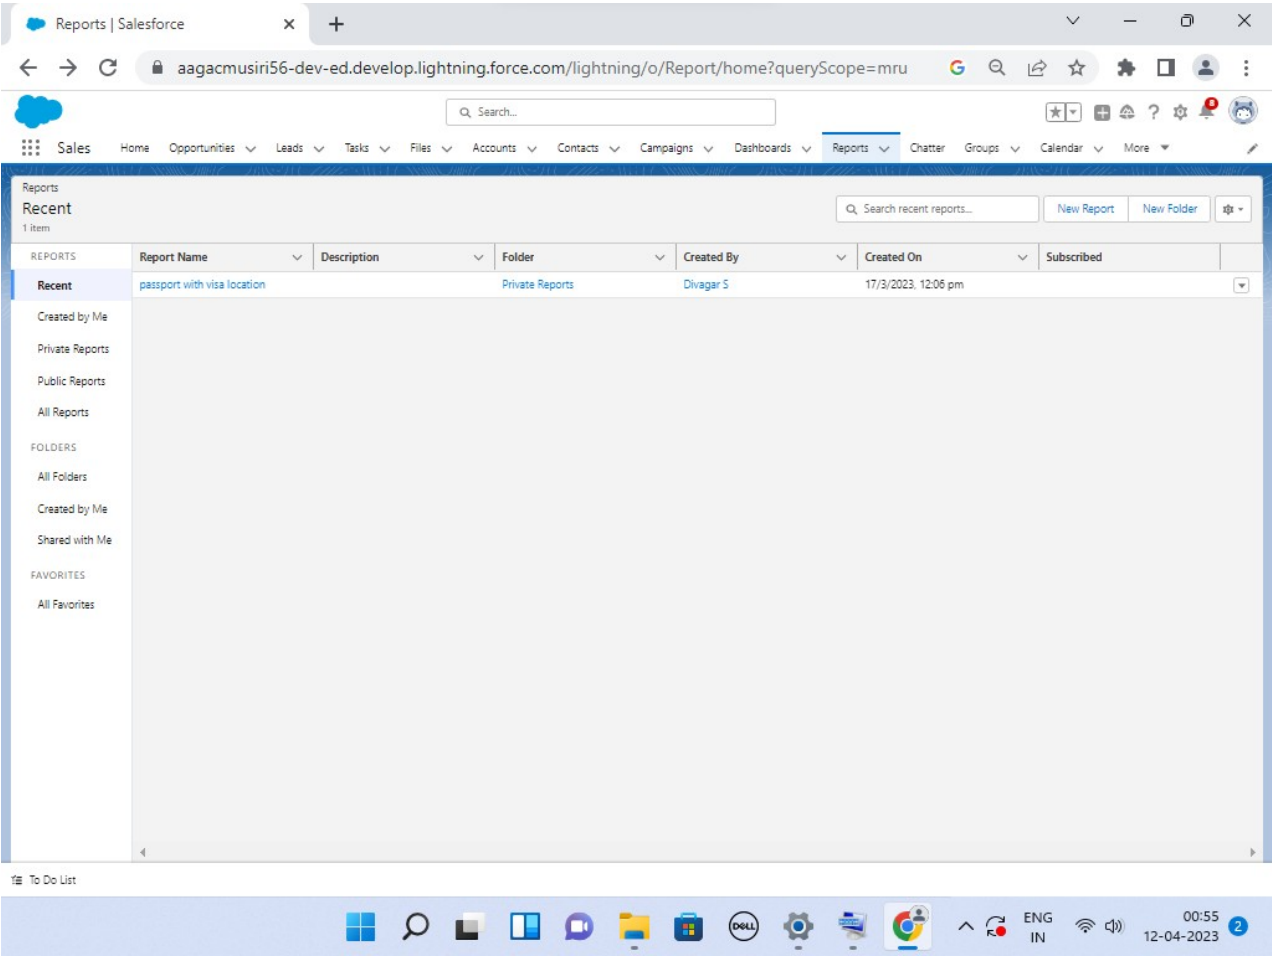 Reports | Salesforce
aagacmusiri56-dev-ed.develop.lightning.force.com/lightning/o/Report/home?queryScope=mru
Search...
Sales Home Opportunities Leads Tasks Files Accounts Contacts Campaigns Dashboards Reports Chatter Groups Calendar More
Reports
Recent
1 item
Search recent reports...
New Report New Folder
REPORTS Report Name Description Folder Created By Created On Subscribed
Recent passport with visa location Private Reports Divagar S 17/3/2023, 12:06 pm
Created by Me
Private Reports
Public Reports
All Reports
FOLDERS
All Folders
Created by Me
Shared with Me
FAVORITES
All Favorites
To Do List
DELL
ENG
IN
00:55
12-04-2023
2